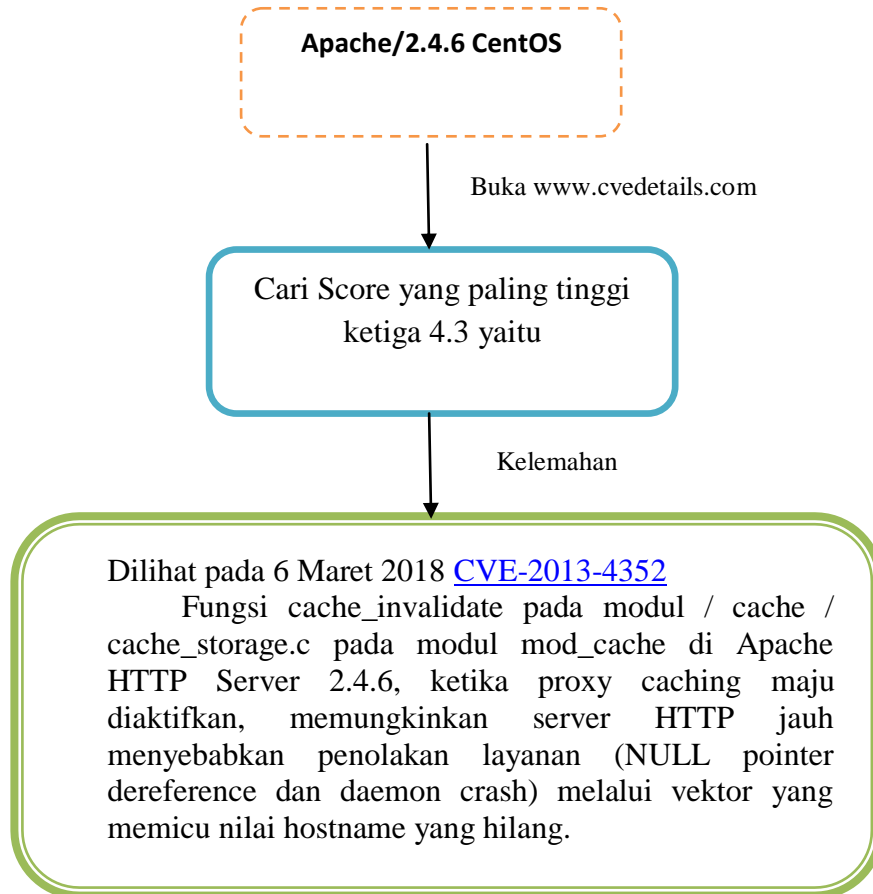 Apache/2.4.6 CentOS
Buka www.cvedetails.com
Cari Score yang paling tinggi
ketiga 4.3 yaitu
Kelemahan
Dilihat pada 6 Maret 2018 CVE-2013-4352
Fungsi cache_invalidate pada modul / cache /
cache_storage.c pada modul mod_cache di Apache
HTTP Server 2.4.6, ketika proxy caching maju
diaktifkan, memungkinkan server HTTP jauh
menyebabkan penolakan layanan (NULL pointer
dereference dan daemon crash) melalui vektor yang
memicu nilai hostname yang hilang.